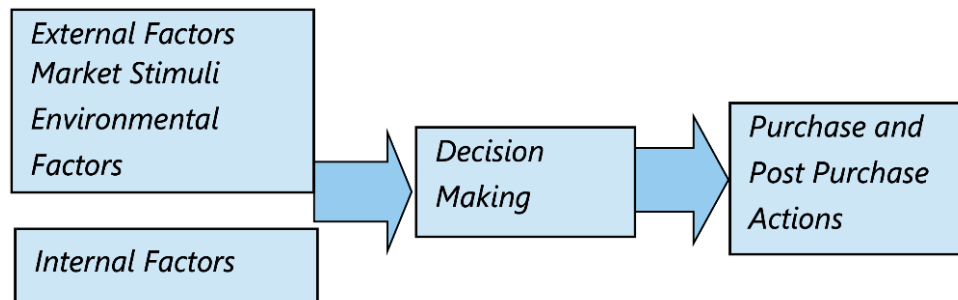 External Factors
Market Stimuli
Environmental
Factors
Internal Factors
Decision
Making
Purchase and
Post Purchase
Actions